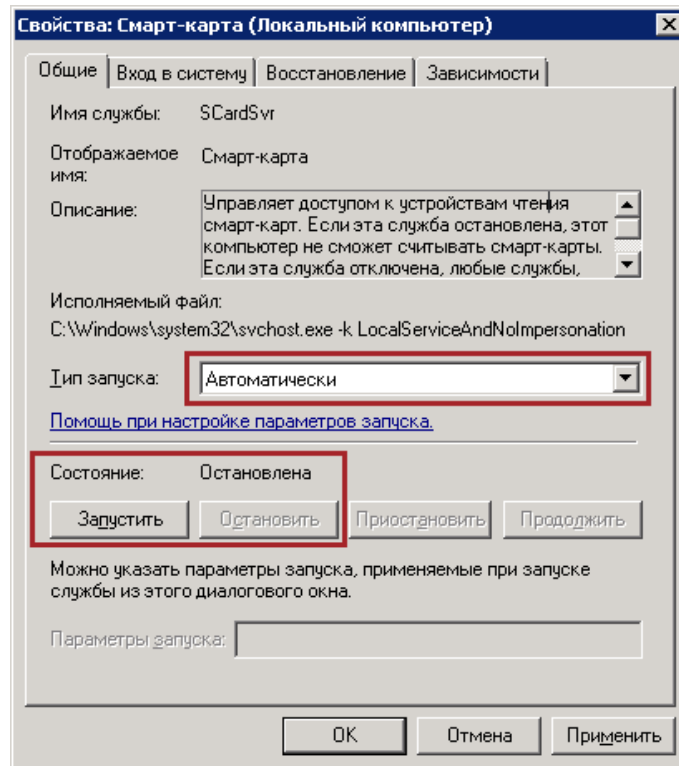 Свойства: Смарт-карта (Локальный компьютер)
Общие Вход в систему Восстановление Зависимости
Имя службы: SCardSvr
Отображаемое имя: Смарт-карта
Описание: Управляет доступом к устройствам чтения
смарт-карт. Если эта служба остановлена, этот
компьютер не сможет считывать смарт-карты.
Если эта служба отключена, любые службы,
Исполняемый файл:
C:\Windows\system32\svchost.exe -k LocalServiceAndNoImpersonation
Тип запуска: Автоматически
Помощь при настройке параметров запуска.
Состояние: Остановлена
Запустить Остановить Приостановить Продолжить
Можно указать параметры запуска, применяемые при запуске
службы из этого диалогового окна.
Параметры запуска:
OK Отмена Применить